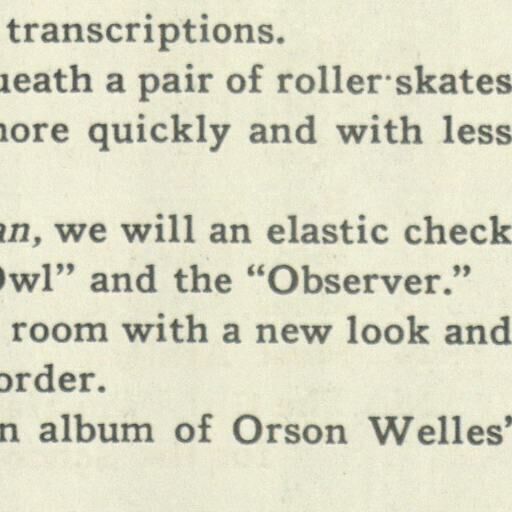 transcriptions.
ueath a pair of roller skates
nore quickly and with less
an, we will an elastic check
Owl” and the “Observer.”
room with a new look and
order.
n album of Orson Welles’